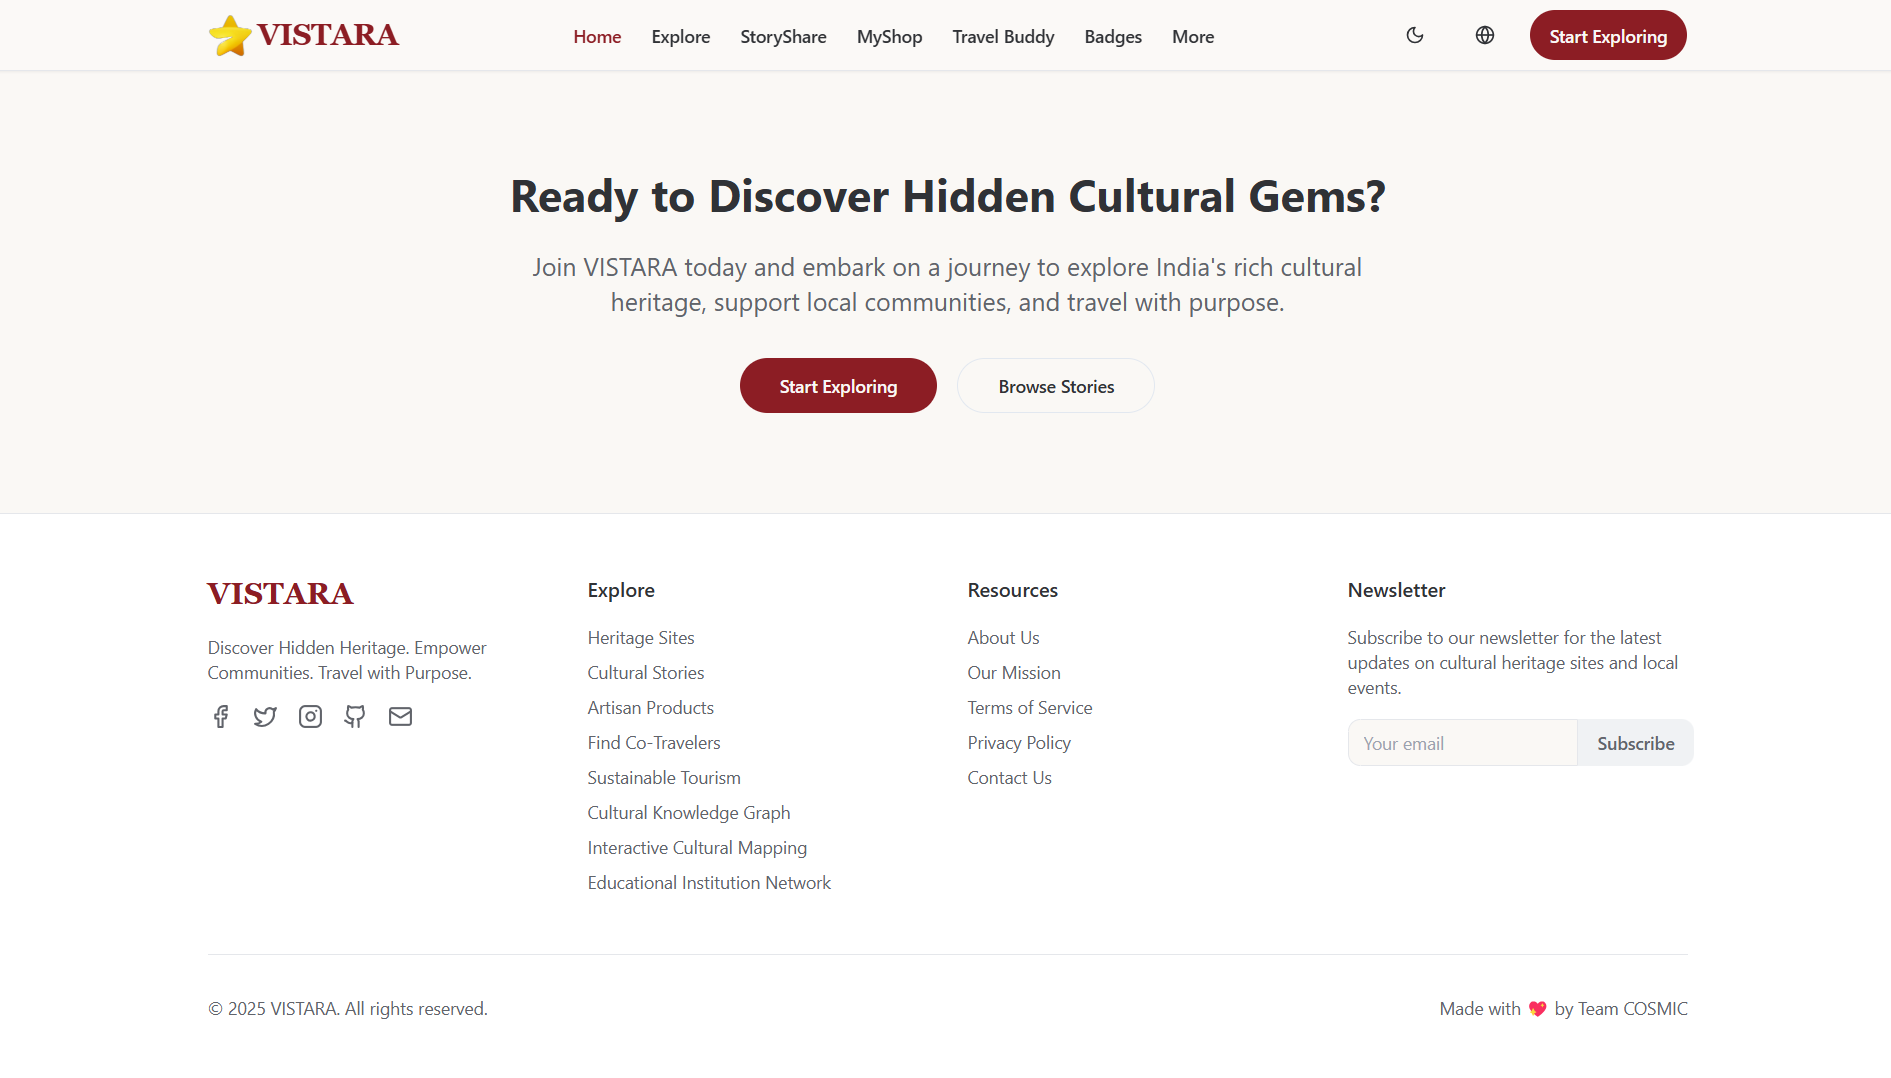 VISTARA
Home
Explore
StoryShare
MyShop
Travel Buddy
Badges
More
Start Exploring
Ready to Discover Hidden Cultural Gems?
Join VISTARA today and embark on a journey to explore India's rich cultural
heritage, support local communities, and travel with purpose.
Start Exploring
Browse Stories
VISTARA
Discover Hidden Heritage. Empower
Communities. Travel with Purpose.
Explore
Heritage Sites
Cultural Stories
Artisan Products
Find Co-Travelers
Sustainable Tourism
Cultural Knowledge Graph
Interactive Cultural Mapping
Educational Institution Network
Resources
About Us
Our Mission
Terms of Service
Privacy Policy
Contact Us
Newsletter
Subscribe to our newsletter for the latest
updates on cultural heritage sites and local
events.
Your email
Subscribe
© 2025 VISTARA. All rights reserved.
Made with 💖 by Team COSMIC